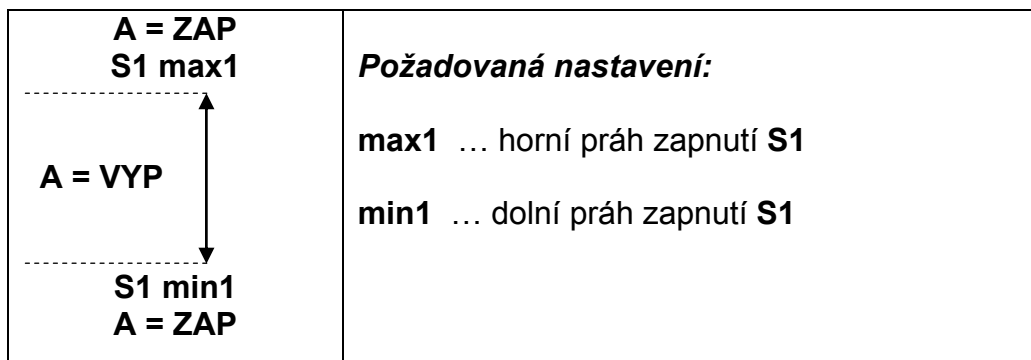 A = ZAP
S1 max1
A = VYP
S1 min1
A = ZAP
Požadovaná nastavení:
max1 … horní práh zapnutí S1
min1 … dolní práh zapnutí S1